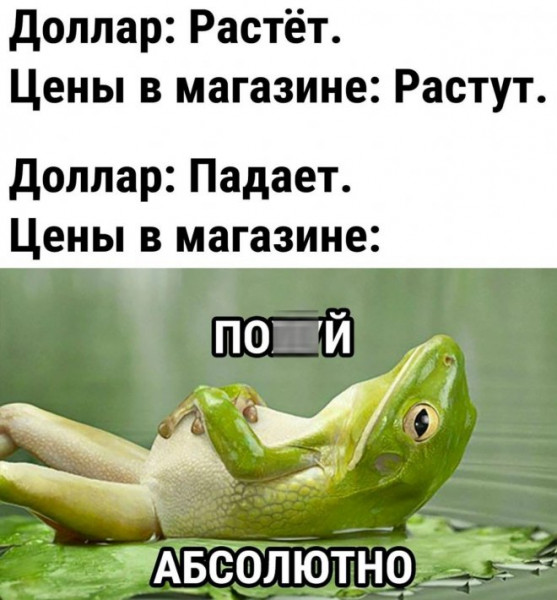 Доллар: Растёт.
Цены в магазине: Растут.
Доллар: Падает.
Цены в магазине:
АБСОЛЮТНО